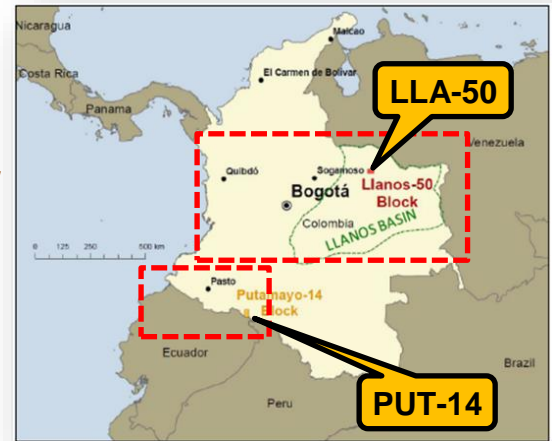 Nicaragua
Maicao
Costa Rica
El Carmen de Bolivar
Panama
LLA-50
Venezuela
Quibdó
Sogamoso
Llanos-50
Block
Bogotá
Colombia
LLANOS BASIN
0 125 250 500 km
Pasto
Putamayo-14
Block
Ecuador
Brazil
Peru
PUT-14